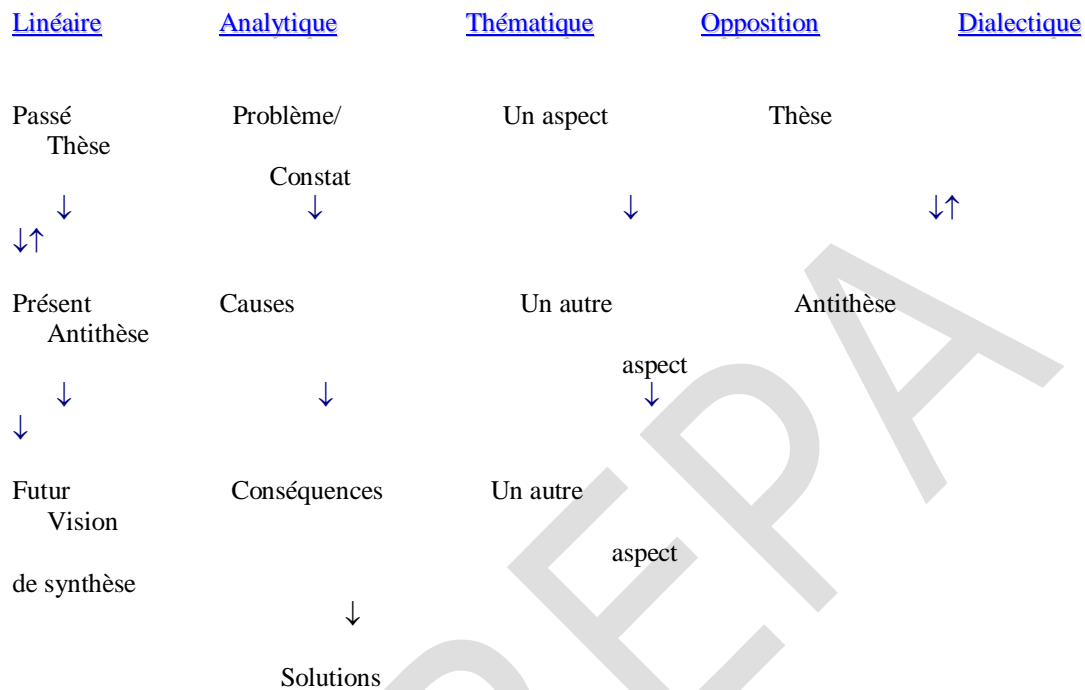 Linéaire Analytique Thématique Opposition Dialectique
Passé Problème/ Un aspect Thèse
Thèse
Constat
↓ ↓ ↓ ↓↑
↓↑
Présent Causes Un autre Antithèse
Antithèse
aspect
↓ ↓ ↓
↓
Futur Conséquences Un autre
Vision
aspect
de synthèse
↓
Solutions